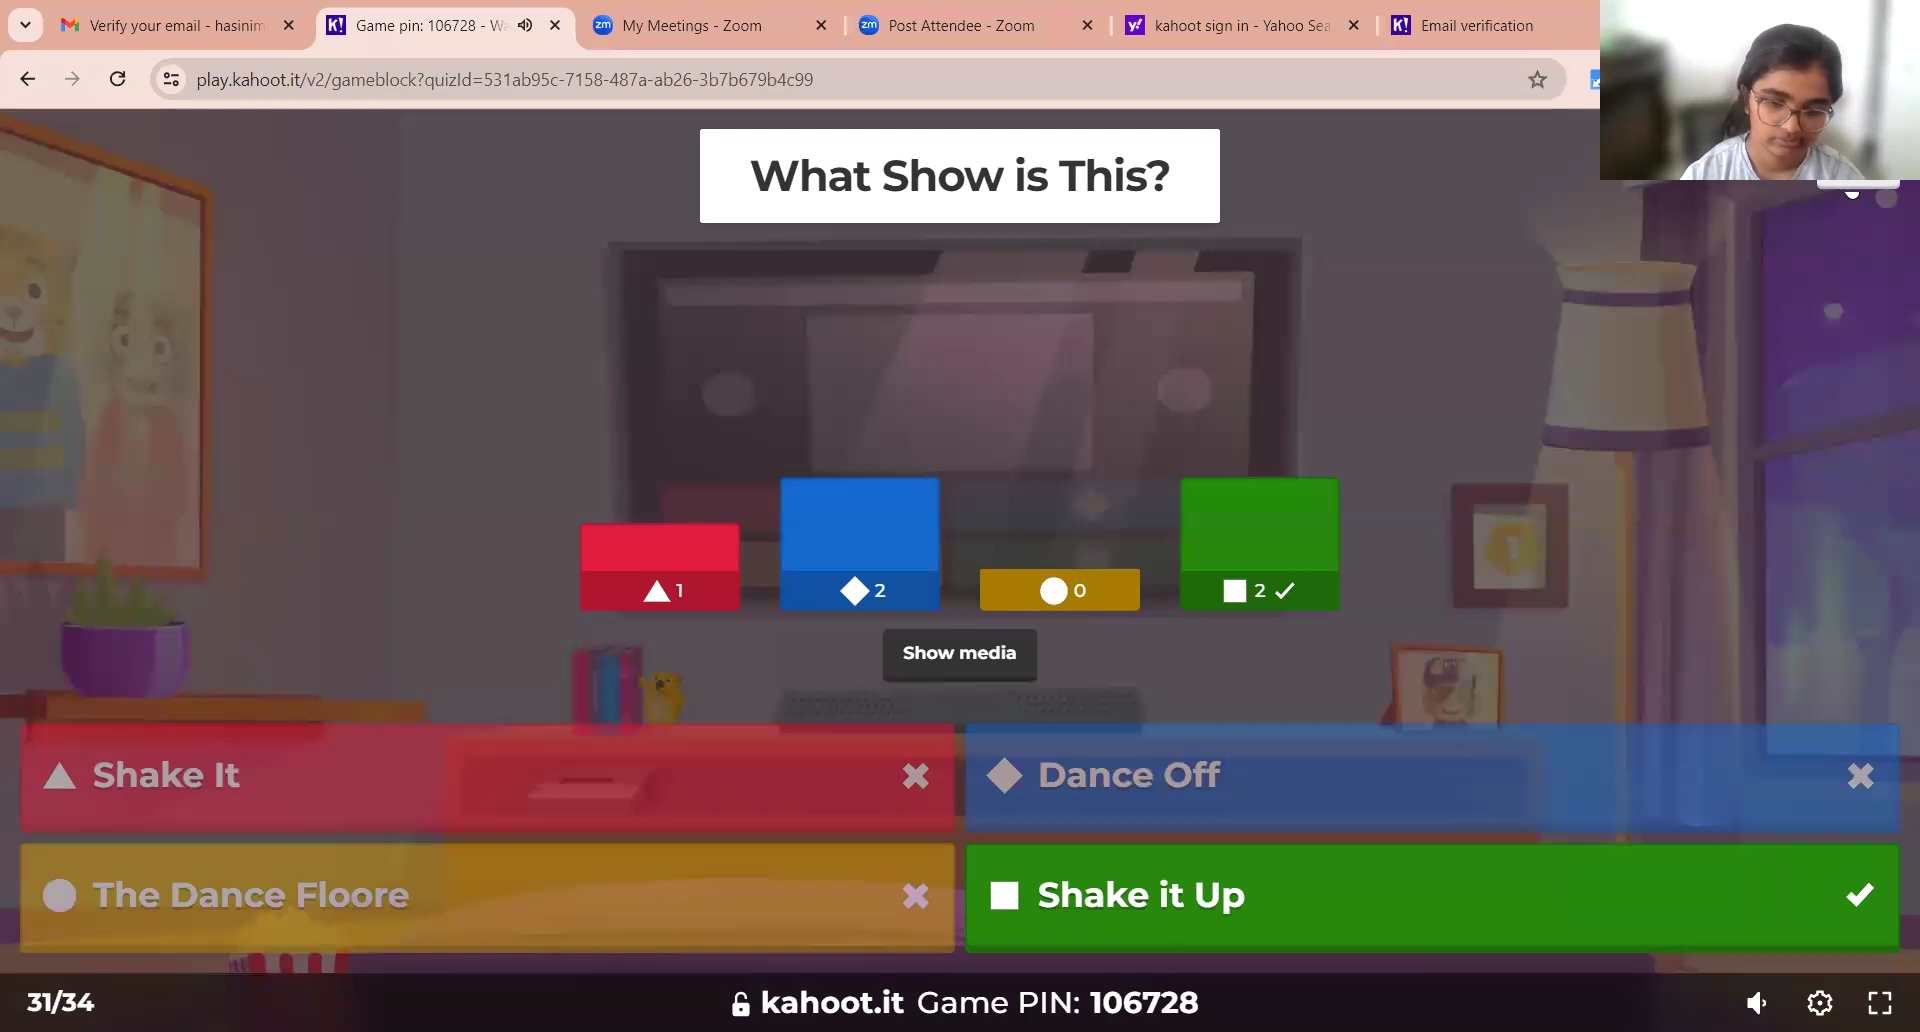 Verify your email - hasinim
Game pin: 106728 - Wa
My Meetings - Zoom
Post Attendee - Zoom
kahoot sign in - Yahoo Sea
Email verification
play.kahoot.it/v2/gameblock?quizId=531ab95c-7158-487a-ab26-3b7b679b4c99
What Show is This?
1
2
0
2
Show media
Shake It
Dance Off
The Dance Floore
Shake it Up
31/34
kahoot.it Game PIN: 106728